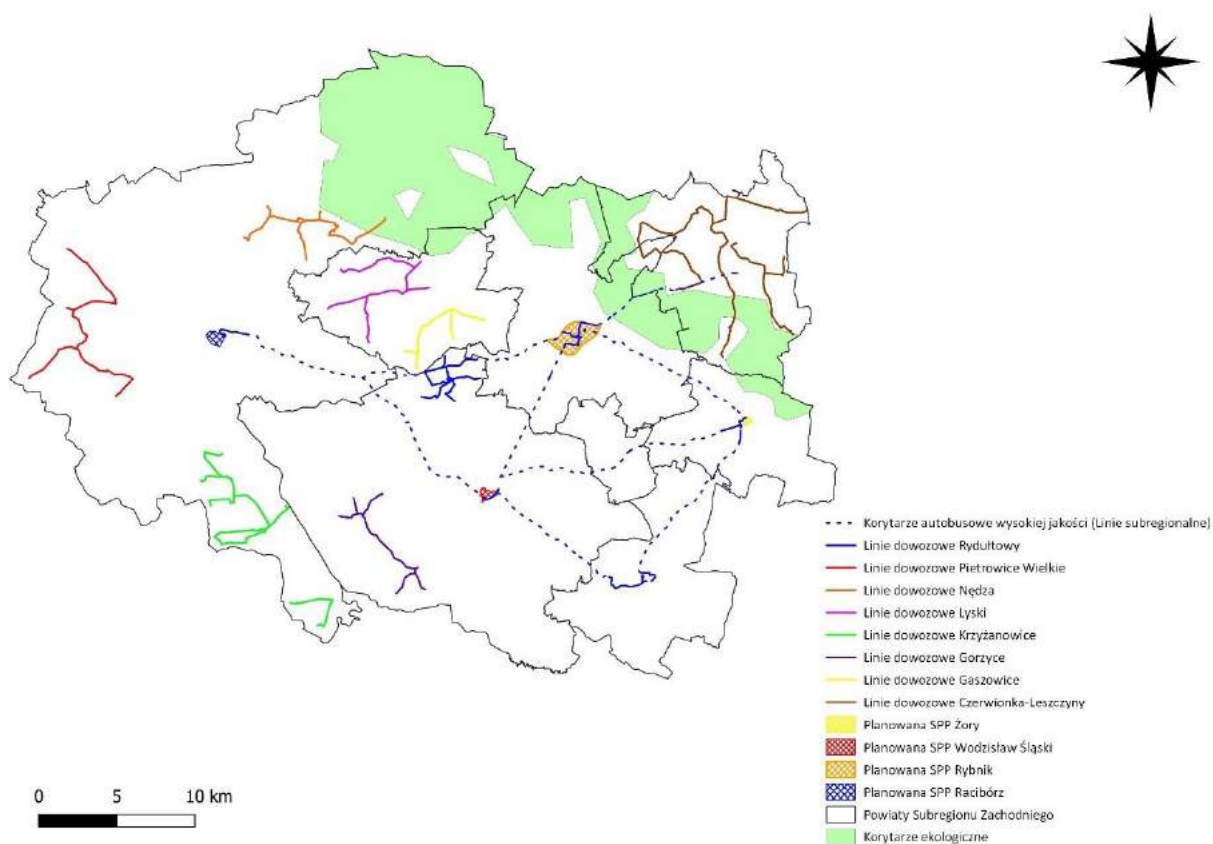 Korytarze autobusowe wysokiej jakości (Linie subregionalne)
Linie dowozowe Rydułtowy
Linie dowozowe Pietrowice Wielkie
Linie dowozowe Nędza
Linie dowozowe Lyski
Linie dowozowe Krzyżanowice
Linie dowozowe Gorzyce
Linie dowozowe Gaszowice
Linie dowozowe Czerwionka-Leszczyny
Planowana SPP Żory
Planowana SPP Wodzisław Śląski
Planowana SPP Rybnik
Planowana SPP Racibórz
Powiaty Subregionu Zachodniego
Korytarze ekologiczne
0 5 10 km